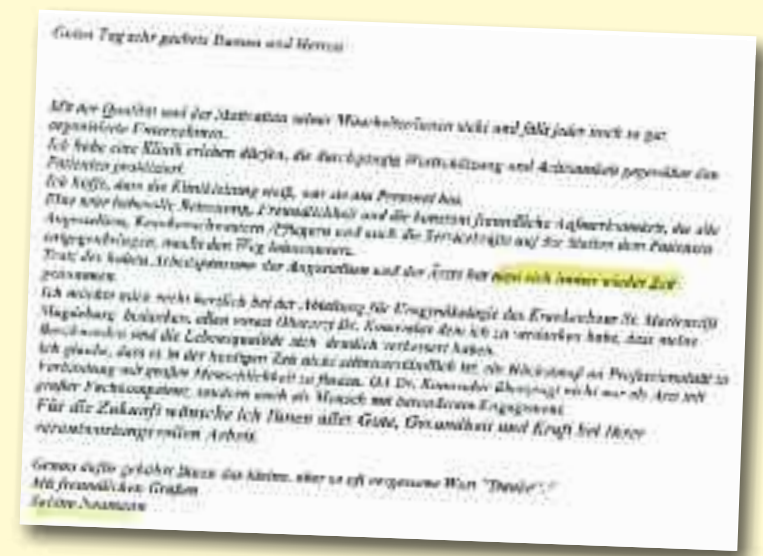 Guten Tag sehr geehrte Damen und Herren
Mit der Qualität und der Motivation seiner MitarbeiterInnen steht und fällt jedes noch so gut
organisierte Unternehmen.
Ich habe eine Klinik erleben dürfen, die durchgängig Wertschätzung und Achtsamkeit gegenüber den
Patienten praktiziert.
Ich hoffe, dass die Klinikleitung weiß, was sie am Personal hat.
Eine sehr liebevolle Betreuung, Freundlichkeit und die konstant freundliche Aufmerksamkeit, die alle
Angestellten, Krankenschwestern /Pflegern und auch die Servicekräfte auf der Station dem Patienten
entgegenbringen, macht den Weg
Trotz des hohen Arbeitspensums der Angestellten und der Ärzte hat man sich immer wieder Zeit
genommen.
Ich möchte mich recht herzlich bei der Abteilung für Urogynäkologie des Krankenhaus St. Marienstift
Magdeburg bedanken, allen voran Oberarzt Dr. dem ich zu verdanken habe, dass meine
Beschwerden und die Lebensqualität sich deutlich verbessert haben.
Ich glaube, dass es in der heutigen Zeit nicht selbstverständlich ist, ein Höchstmaß an Professionalität in
Verbindung mit großer Menschlichkeit zu finden. OA Dr. überzeugt nicht nur als Arzt mit
großer Fachkompetenz, sondern auch als Mensch mit besonderem Engagement.
Für die Zukunft wünsche ich Ihnen alles Gute, Gesundheit und Kraft bei Ihrer
verantwortungsvollen Arbeit.
Genau dafür gebührt Ihnen das kleine, aber so oft vergessene Wort "Danke"."
Mit freundlichen Grüßen
Sabine Neumann